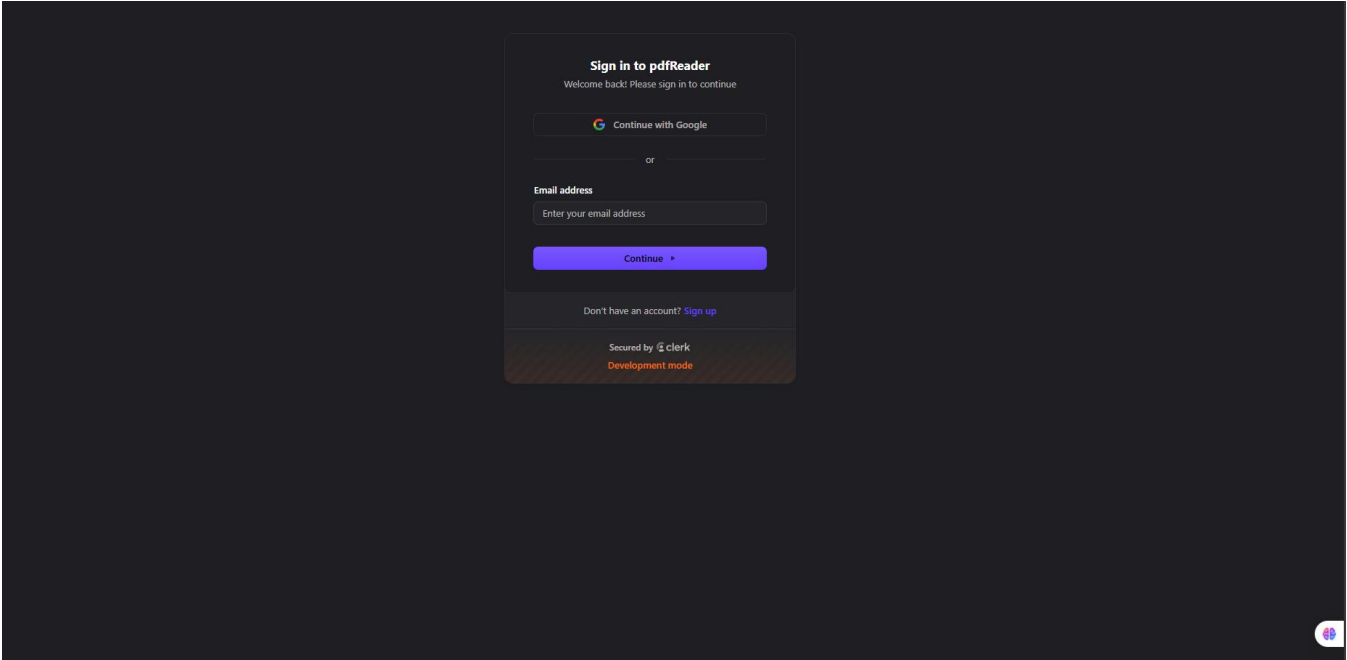 Sign in to pdfReader
Welcome back! Please sign in to continue
Continue with Google
or
Email address
Enter your email address
Continue
Don't have an account? Sign up
Secured by clerk
Development mode